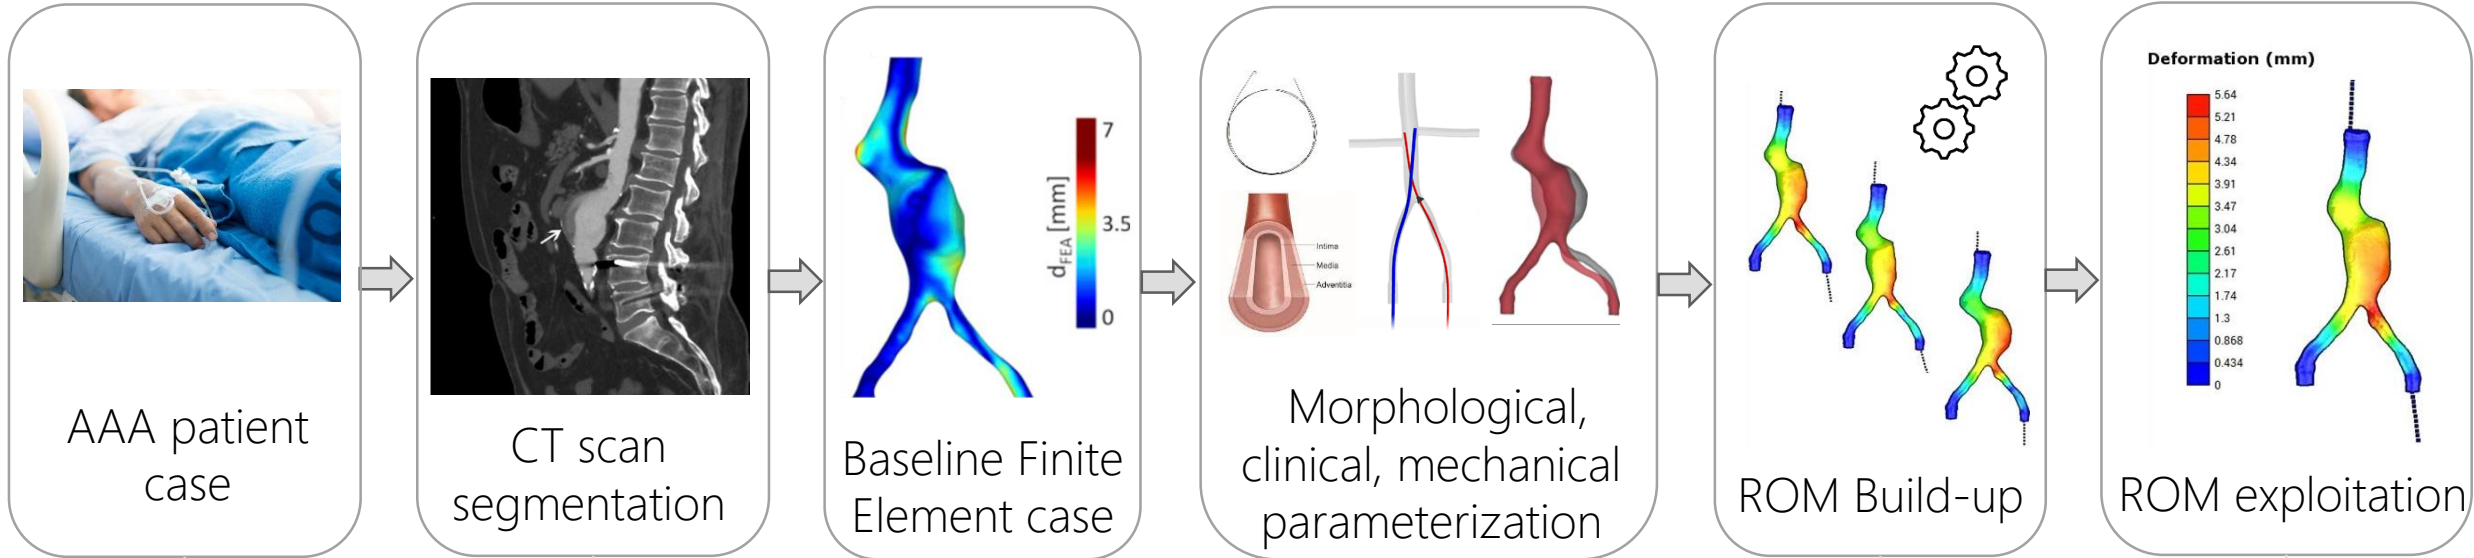 AAA patient
case
CT scan
segmentation
7
3.5
0
dFEA [mm]
Baseline Finite
Element case
Intima
Media
Adventitia
Morphological,
clinical, mechanical
parameterization
ROM Build-up
Deformation (mm)
5.64
5.21
4.78
4.34
3.91
3.47
3.04
2.61
2.17
1.74
1.3
0.868
0.434
0
ROM exploitation